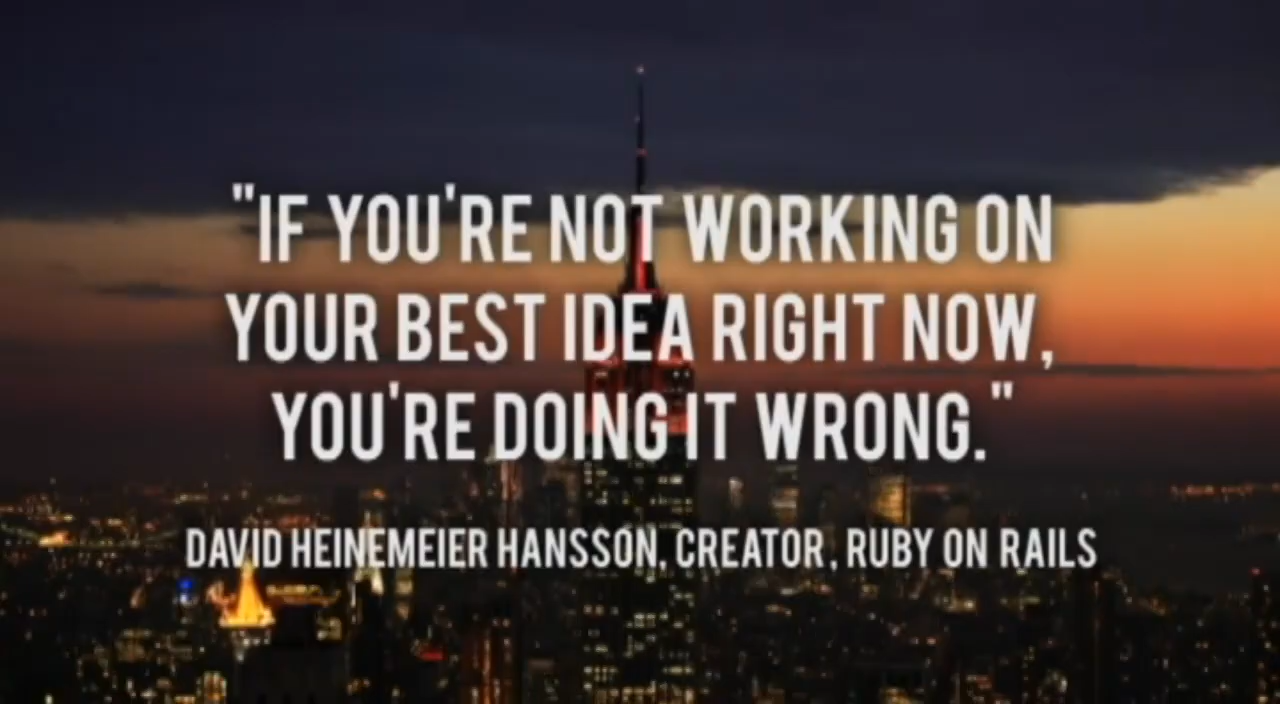 "IF YOU'RE NOT WORKING ON
YOUR BEST IDEA RIGHT NOW,
YOU'RE DOING IT WRONG."
DAVID HEINEMEIER HANSSON, CREATOR, RUBY ON RAILS